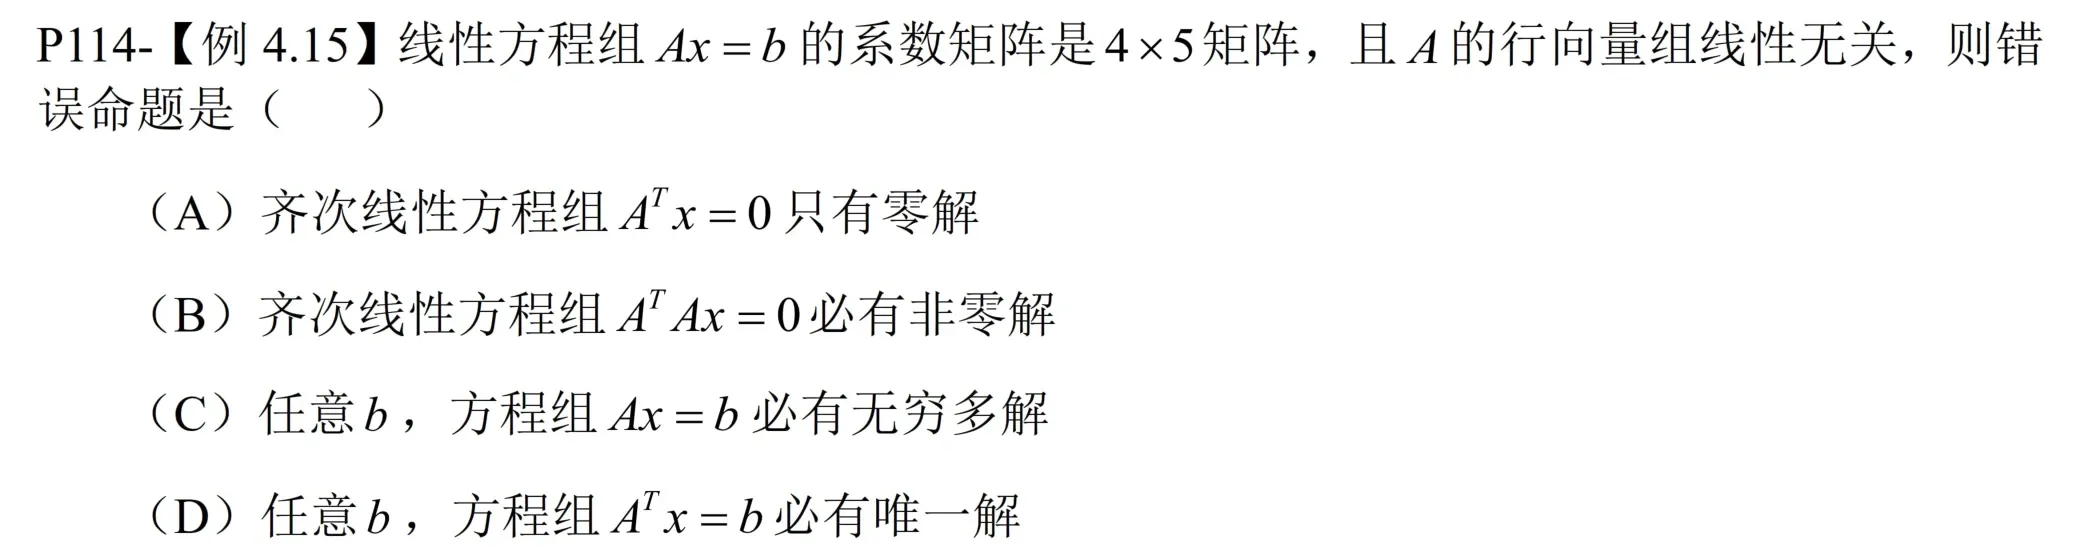 P114-【例 4.15】线性方程组 Ax = b 的系数矩阵是 4×5 矩阵，且 A 的行向量组线性无关，则错
误命题是（　　）
（A）齐次线性方程组 Aᵀx = 0 只有零解
（B）齐次线性方程组 AᵀAx = 0 必有非零解
（C）任意 b，方程组 Ax = b 必有无穷多解
（D）任意 b，方程组 Aᵀx = b 必有唯一解